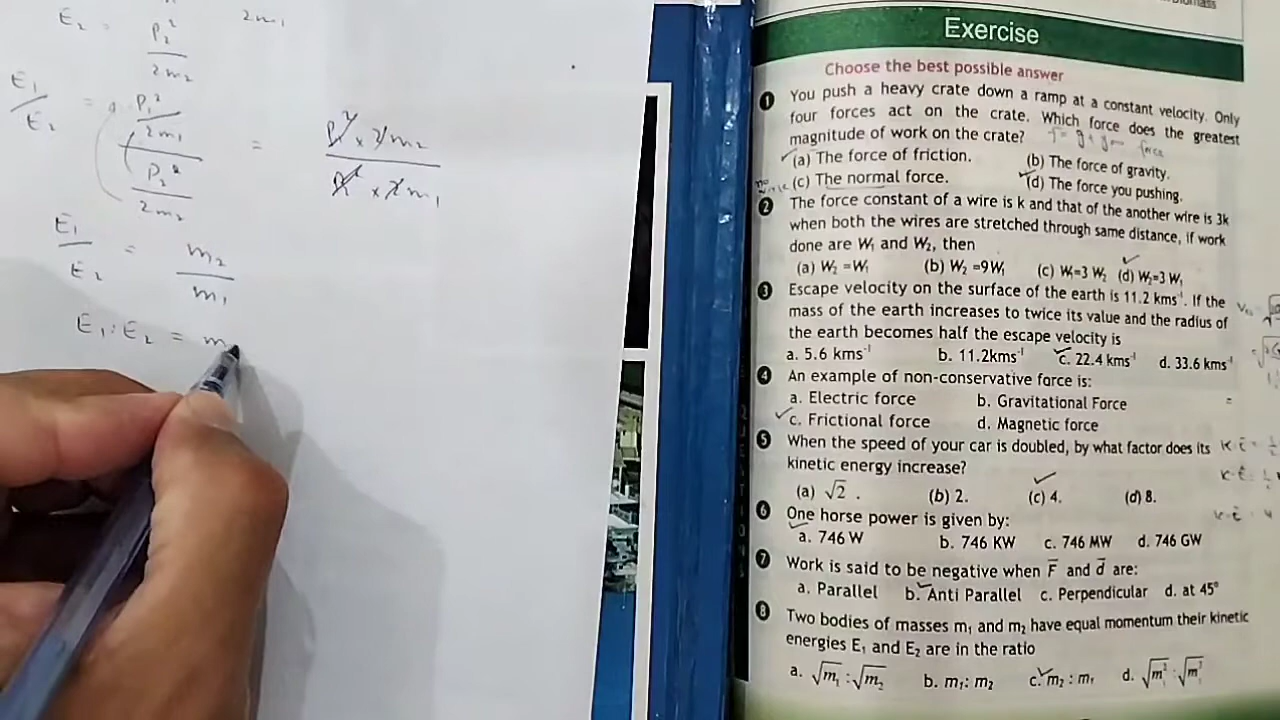 E₂ = P₂² / 2m₂
2m₁
E₁/E₂ = P₁²/2m₁ / P₂²/2m₂ = P² × 2m₂ / P² × 2m₁
E₁/E₂ = m₂/m₁
E₁ : E₂ = m
Exercise
Choose the best possible answer
1 You push a heavy crate down a ramp at a constant velocity. Only
four forces act on the crate. Which force does the greatest
magnitude of work on the crate?
(a) The force of friction. (b) The force of gravity.
(c) The normal force. (d) The force you pushing.
2 The force constant of a wire is k and that of the another wire is 3k
when both the wires are stretched through same distance, if work
done are W₁ and W₂, then
(a) W₂ =W₁ (b) W₂ =9W₁ (c) W₁=3 W₂ (d) W₂=3 W₁
3 Escape velocity on the surface of the earth is 11.2 kms⁻¹. If the
mass of the earth increases to twice its value and the radius of
the earth becomes half the escape velocity is
a. 5.6 kms⁻¹ b. 11.2kms⁻¹ c. 22.4 kms⁻¹ d. 33.6 kms⁻¹
4 An example of non-conservative force is:
a. Electric force b. Gravitational Force
c. Frictional force d. Magnetic force
5 When the speed of your car is doubled, by what factor does its
kinetic energy increase?
(a) √2 . (b) 2. (c) 4. (d) 8.
6 One horse power is given by:
a. 746 W b. 746 KW c. 746 MW d. 746 GW
7 Work is said to be negative when F̅ and d̅ are:
a. Parallel b. Anti Parallel c. Perpendicular d. at 45°
8 Two bodies of masses m₁ and m₂ have equal momentum their kinetic
energies E₁ and E₂ are in the ratio
a. √m₁ : √m₂ b. m₁: m₂ c. m₂ : m₁ d.